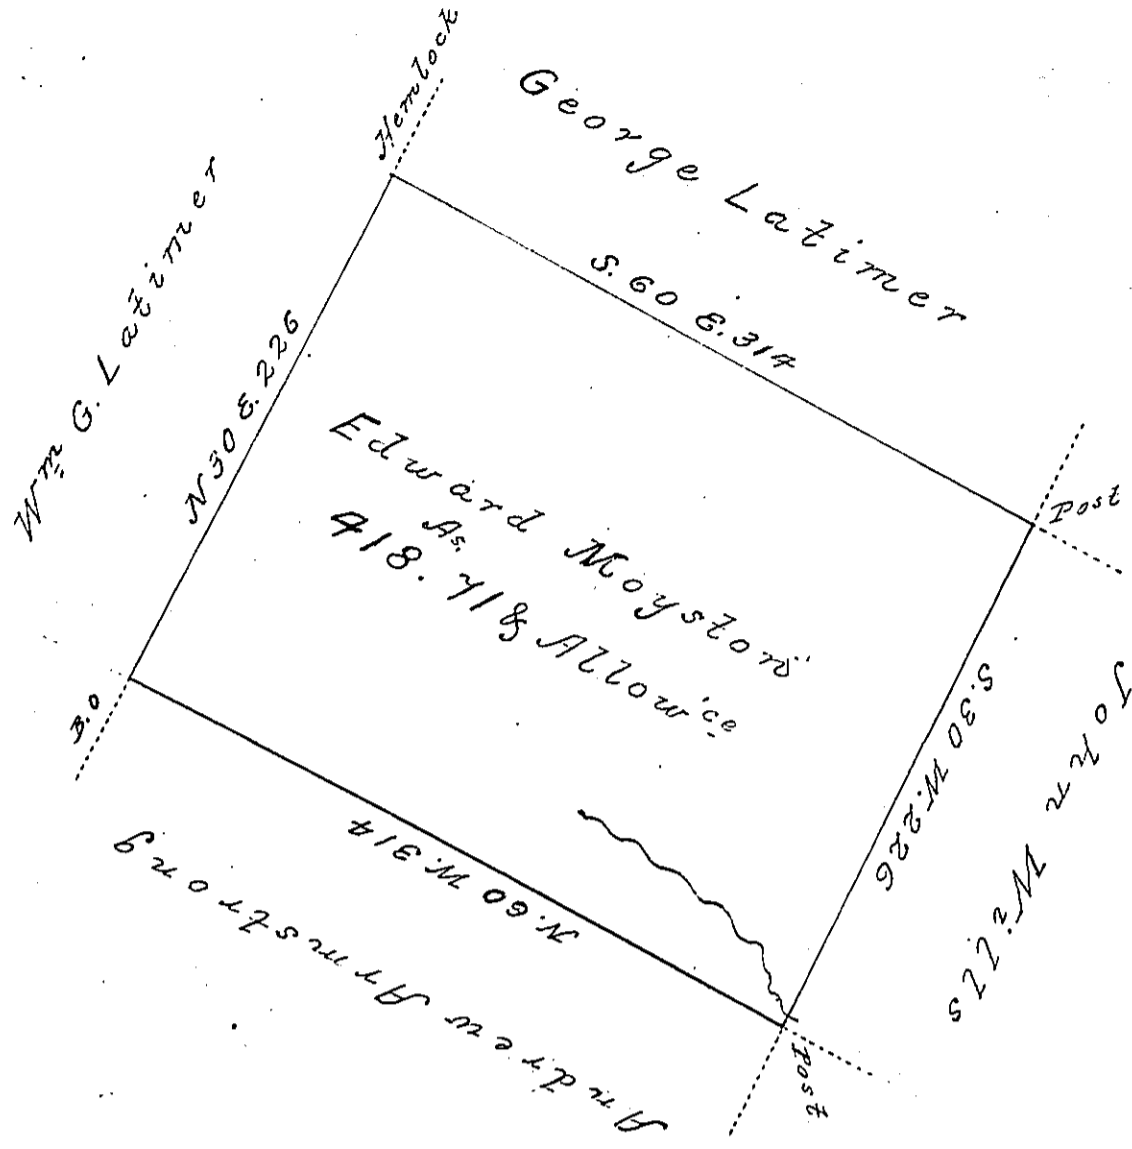 Hemlock
George Latimer
Wm G. Latimer
S. 60 E. 314
N 30 E. 226
Post
Edward Moyston
As.
418. 71 & Allow'ce
B.O
S. 30 W. 226
John Nills
N. 60 W. 314
Andrew Armstrong
Post